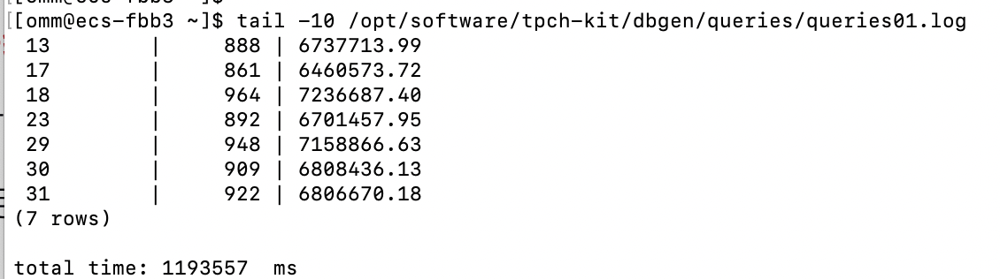 [[omm@ecs-fbb3 ~]$ tail -10 /opt/software/tpch-kit/dbgen/queries/queries01.log
13 | 888 | 6737713.99
17 | 861 | 6460573.72
18 | 964 | 7236687.40
23 | 892 | 6701457.95
29 | 948 | 7158866.63
30 | 909 | 6808436.13
31 | 922 | 6806670.18
(7 rows)
total time: 1193557 ms